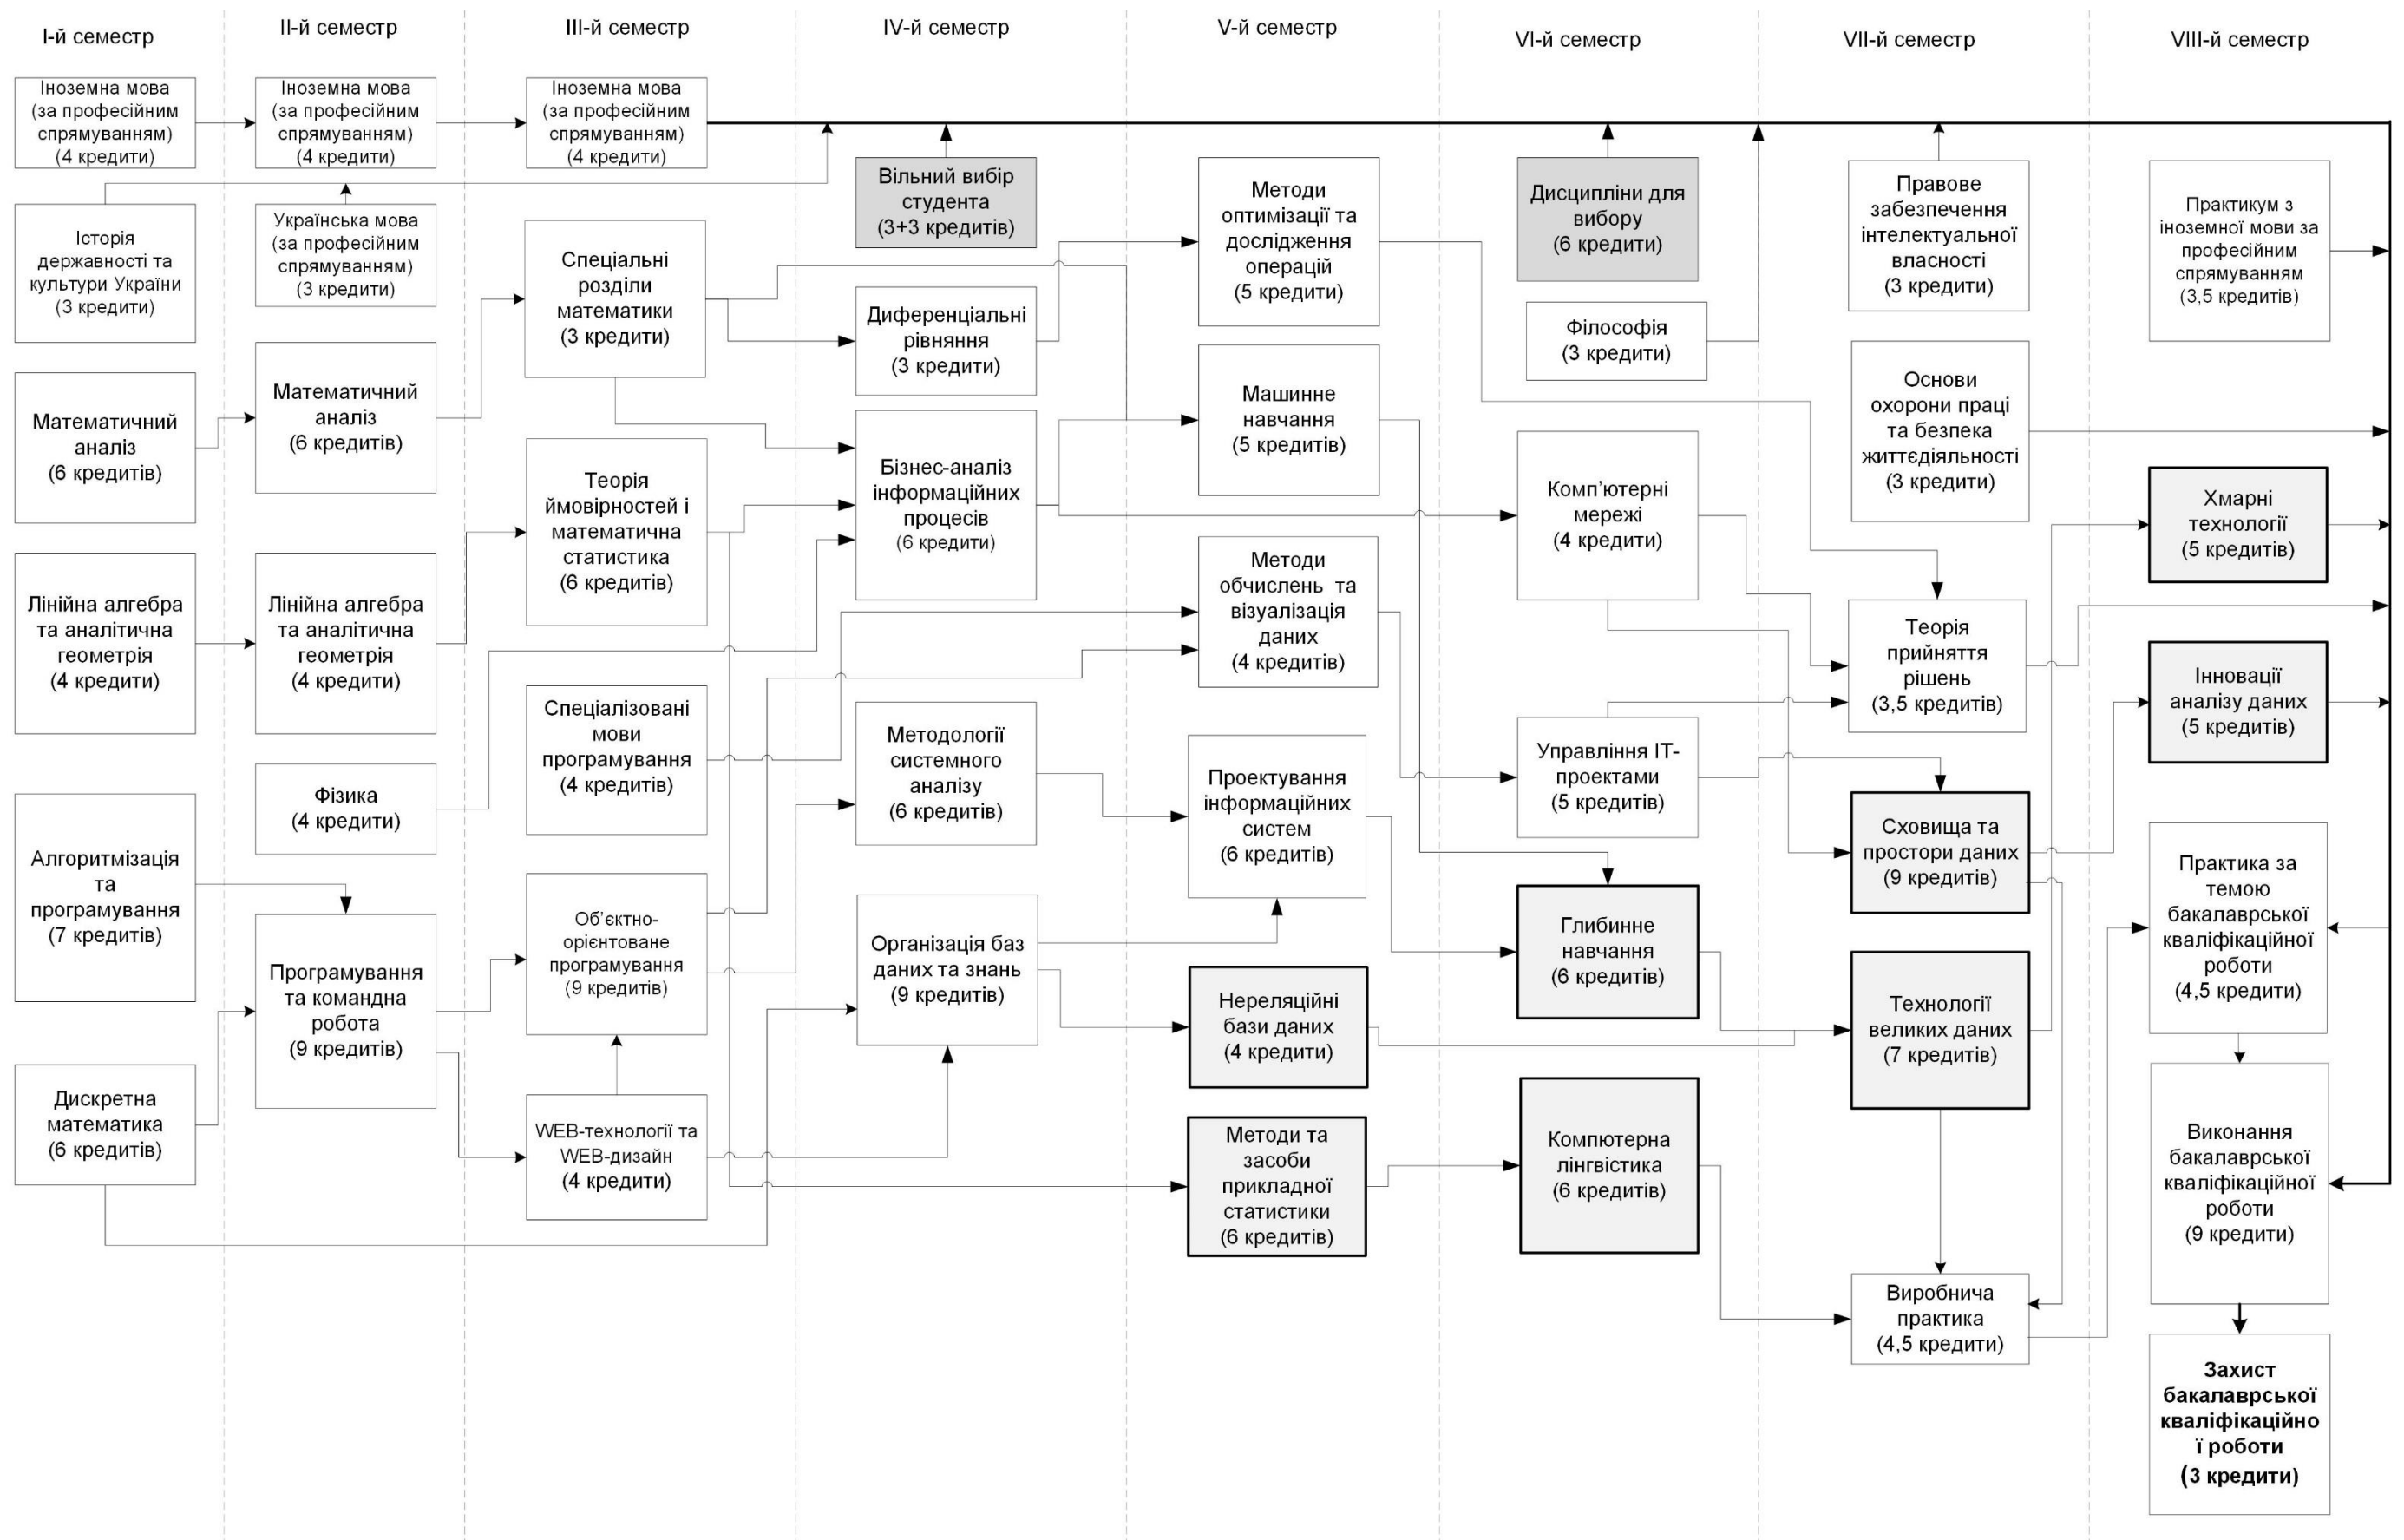 І-й семестр
ІІ-й семестр
ІІІ-й семестр
IV-й семестр
V-й семестр
VI-й семестр
VII-й семестр
VIII-й семестр
Іноземна мова
(за професійним
спрямуванням)
(4 кредити)
Історія
державності та
культури України
(3 кредити)
Математичний
аналіз
(6 кредитів)
Лінійна алгебра
та аналітична
геометрія
(4 кредити)
Алгоритмізація
та
програмування
(7 кредитів)
Дискретна
математика
(6 кредитів)
Іноземна мова
(за професійним
спрямуванням)
(4 кредити)
Українська мова
(за професійним
спрямуванням)
(3 кредити)
Математичний
аналіз
(6 кредитів)
Лінійна алгебра
та аналітична
геометрія
(4 кредити)
Фізика
(4 кредити)
Програмування
та командна
робота
(9 кредитів)
Іноземна мова
(за професійним
спрямуванням)
(4 кредити)
Спеціальні
розділи
математики
(3 кредити)
Теорія
ймовірностей і
математична
статистика
(6 кредитів)
Спеціалізовані
мови
програмування
(4 кредитів)
Об’єктно-
орієнтоване
програмування
(9 кредитів)
WEB-технології та
WEB-дизайн
(4 кредити)
Вільний вибір
студента
(3+3 кредитів)
Диференціальні
рівняння
(3 кредити)
Бізнес-аналіз
інформаційних
процесів
(6 кредити)
Методології
системного
аналізу
(6 кредитів)
Організація баз
даних та знань
(9 кредитів)
Методи
оптимізації та
дослідження
операцій
(5 кредити)
Машинне
навчання
(5 кредитів)
Методи
обчислень та
візуалізація
даних
(4 кредитів)
Проектування
інформаційних
систем
(6 кредитів)
Нереляційні
бази даних
(4 кредити)
Методи та
засоби
прикладної
статистики
(6 кредитів)
Дисципліни для
вибору
(6 кредити)
Філософія
(3 кредити)
Комп’ютерні
мережі
(4 кредити)
Управління ІТ-
проектами
(5 кредитів)
Глибинне
навчання
(6 кредитів)
Компютерна
лінгвістика
(6 кредитів)
Правове
забезпечення
інтелектуальної
власності
(3 кредити)
Основи
охорони праці
та безпека
життєдіяльності
(3 кредити)
Теорія
прийняття
рішень
(3,5 кредитів)
Сховища та
простори даних
(9 кредитів)
Технології
великих даних
(7 кредитів)
Виробнича
практика
(4,5 кредити)
Практикум з
іноземної мови за
професійним
спрямуванням
(3,5 кредитів)
Хмарні
технології
(5 кредитів)
Інновації
аналізу даних
(5 кредитів)
Практика за
темою
бакалаврської
кваліфікаційної
роботи
(4,5 кредити)
Виконання
бакалаврської
кваліфікаційної
роботи
(9 кредити)
Захист
бакалаврської
кваліфікаційно
ї роботи
(3 кредити)